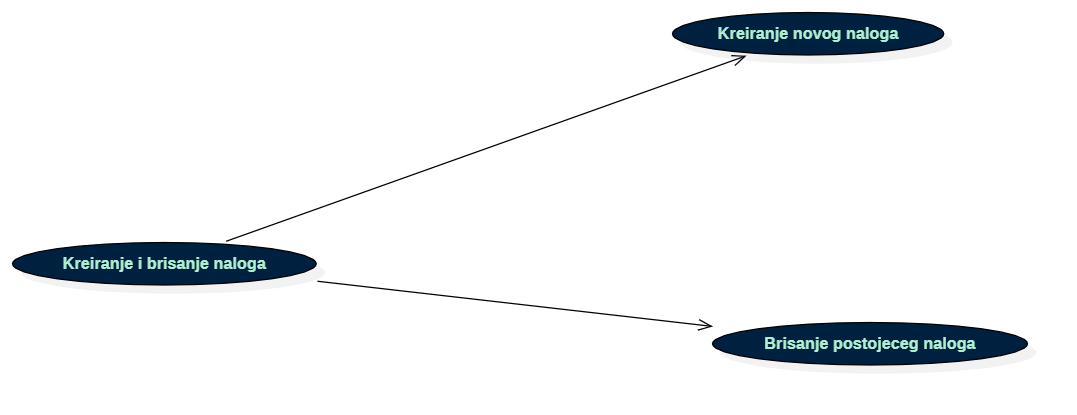 Kreiranje novog naloga
Kreiranje i brisanje naloga
Brisanje postojeceg naloga